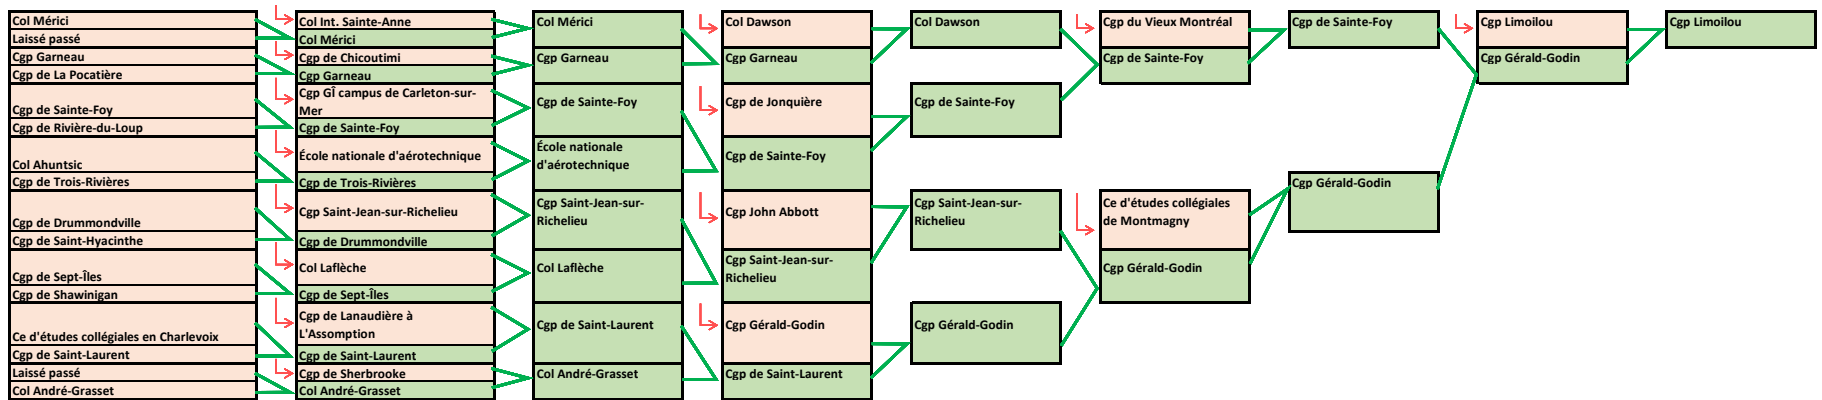 Col Mérici
Laissé passé
Cgp Garneau
Cgp de La Pocatière
Cgp de Sainte-Foy
Cgp de Rivière-du-Loup
Col Ahuntsic
Cgp de Trois-Rivières
Cgp de Drummondville
Cgp de Saint-Hyacinthe
Cgp de Sept-Îles
Cgp de Shawinigan
Ce d'études collégiales en Charlevoix
Cgp de Saint-Laurent
Laissé passé
Col André-Grasset
Col Int. Sainte-Anne
Col Mérici
Cgp de Chicoutimi
Cgp Garneau
Cgp GÎ campus de Carleton-sur-
Mer
Cgp de Sainte-Foy
École nationale d'aérotechnique
Cgp de Trois-Rivières
Cgp Saint-Jean-sur-Richelieu
Cgp de Drummondville
Col Laflèche
Cgp de Sept-Îles
Cgp de Lanaudière à
L'Assomption
Cgp de Saint-Laurent
Cgp de Sherbrooke
Col André-Grasset
Col Mérici
Cgp Garneau
Cgp de Sainte-Foy
École nationale
d'aérotechnique
Cgp Saint-Jean-sur-
Richelieu
Col Laflèche
Cgp de Saint-Laurent
Col André-Grasset
Col Dawson
Cgp Garneau
Cgp de Jonquière
Cgp de Sainte-Foy
Cgp John Abbott
Cgp Saint-Jean-sur-
Richelieu
Cgp Gérald-Godin
Cgp de Saint-Laurent
Col Dawson
Cgp de Sainte-Foy
Cgp Saint-Jean-sur-
Richelieu
Cgp Gérald-Godin
Cgp du Vieux Montréal
Cgp de Sainte-Foy
Ce d'études collégiales
de Montmagny
Cgp Gérald-Godin
Cgp de Sainte-Foy
Cgp Gérald-Godin
Cgp Limoilou
Cgp Gérald-Godin
Cgp Limoilou